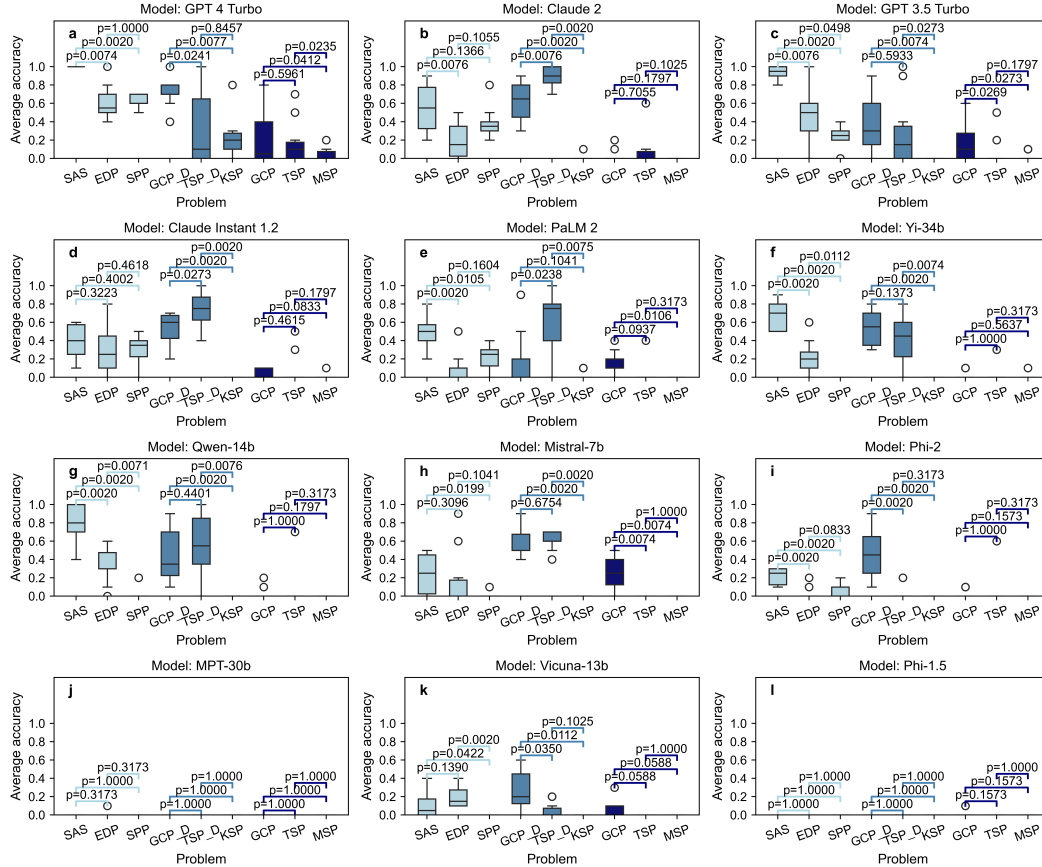 Model: GPT 4 Turbo
a
p=1.0000
p=0.0020
p=0.0074
p=0.8457
p=0.0077
p=0.0241
p=0.0235
p=0.0412
p=0.5961
Average accuracy
1.0
0.8
0.6
0.4
0.2
0.0
SAS EDP SPP GCP_D TSP_D KSP GCP TSP MSP
Problem
Model: Claude 2
b
p=0.1055
p=0.1366
p=0.0076
p=0.0020
p=0.0020
p=0.0076
p=0.1025
p=0.1797
p=0.7055
Average accuracy
1.0
0.8
0.6
0.4
0.2
0.0
SAS EDP SPP GCP_D TSP_D KSP GCP TSP MSP
Problem
Model: GPT 3.5 Turbo
c
p=0.0498
p=0.0020
p=0.0076
p=0.0273
p=0.0074
p=0.5933
p=0.1797
p=0.0273
p=0.0269
Average accuracy
1.0
0.8
0.6
0.4
0.2
0.0
SAS EDP SPP GCP_D TSP_D KSP GCP TSP MSP
Problem
Model: Claude Instant 1.2
d
p=0.4618
p=0.4002
p=0.3223
p=0.0020
p=0.0020
p=0.0273
p=0.1797
p=0.0833
p=0.4615
Average accuracy
1.0
0.8
0.6
0.4
0.2
0.0
SAS EDP SPP GCP_D TSP_D KSP GCP TSP MSP
Problem
Model: PaLM 2
e
p=0.1604
p=0.0105
p=0.0020
p=0.0075
p=0.1041
p=0.0238
p=0.3173
p=0.0106
p=0.0937
Average accuracy
1.0
0.8
0.6
0.4
0.2
0.0
SAS EDP SPP GCP_D TSP_D KSP GCP TSP MSP
Problem
Model: Yi-34b
f
p=0.0112
p=0.0020
p=0.0020
p=0.0074
p=0.0020
p=0.1373
p=0.3173
p=0.5637
p=1.0000
Average accuracy
1.0
0.8
0.6
0.4
0.2
0.0
SAS EDP SPP GCP_D TSP_D KSP GCP TSP MSP
Problem
Model: Qwen-14b
g
p=0.0071
p=0.0020
p=0.0020
p=0.0076
p=0.0020
p=0.4401
p=0.3173
p=0.1797
p=1.0000
Average accuracy
1.0
0.8
0.6
0.4
0.2
0.0
SAS EDP SPP GCP_D TSP_D KSP GCP TSP MSP
Problem
Model: Mistral-7b
h
p=0.1041
p=0.0199
p=0.3096
p=0.0020
p=0.0020
p=0.6754
p=1.0000
p=0.0074
p=0.0074
Average accuracy
1.0
0.8
0.6
0.4
0.2
0.0
SAS EDP SPP GCP_D TSP_D KSP GCP TSP MSP
Problem
Model: Phi-2
i
p=0.0833
p=0.0020
p=0.0020
p=0.3173
p=0.0020
p=0.0020
p=0.3173
p=0.1573
p=1.0000
Average accuracy
1.0
0.8
0.6
0.4
0.2
0.0
SAS EDP SPP GCP_D TSP_D KSP GCP TSP MSP
Problem
Model: MPT-30b
j
p=0.3173
p=1.0000
p=0.3173
p=1.0000
p=1.0000
p=1.0000
p=1.0000
p=1.0000
p=1.0000
Average accuracy
1.0
0.8
0.6
0.4
0.2
0.0
SAS EDP SPP GCP_D TSP_D KSP GCP TSP MSP
Problem
Model: Vicuna-13b
k
p=0.0020
p=0.0422
p=0.1390
p=0.1025
p=0.0112
p=0.0350
p=1.0000
p=0.0588
p=0.0588
Average accuracy
1.0
0.8
0.6
0.4
0.2
0.0
SAS EDP SPP GCP_D TSP_D KSP GCP TSP MSP
Problem
Model: Phi-1.5
l
p=1.0000
p=1.0000
p=1.0000
p=1.0000
p=1.0000
p=1.0000
p=1.0000
p=0.1573
p=0.1573
Average accuracy
1.0
0.8
0.6
0.4
0.2
0.0
SAS EDP SPP GCP_D TSP_D KSP GCP TSP MSP
Problem